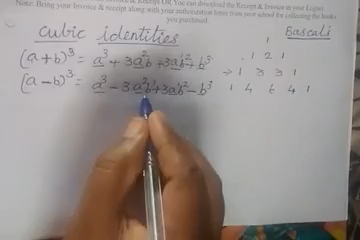 Note: Bring your Invoice & receipt along with your authorization letter from your school for collecting the books
you purchased.
cubic identities
Bascali
(a+b)³ = a³ + 3a²b + 3ab² + b³
(a-b)³ = a³ - 3a²b + 3ab² - b³
1
1 2 1
→ 1 3 3 1
1 4 6 4 1